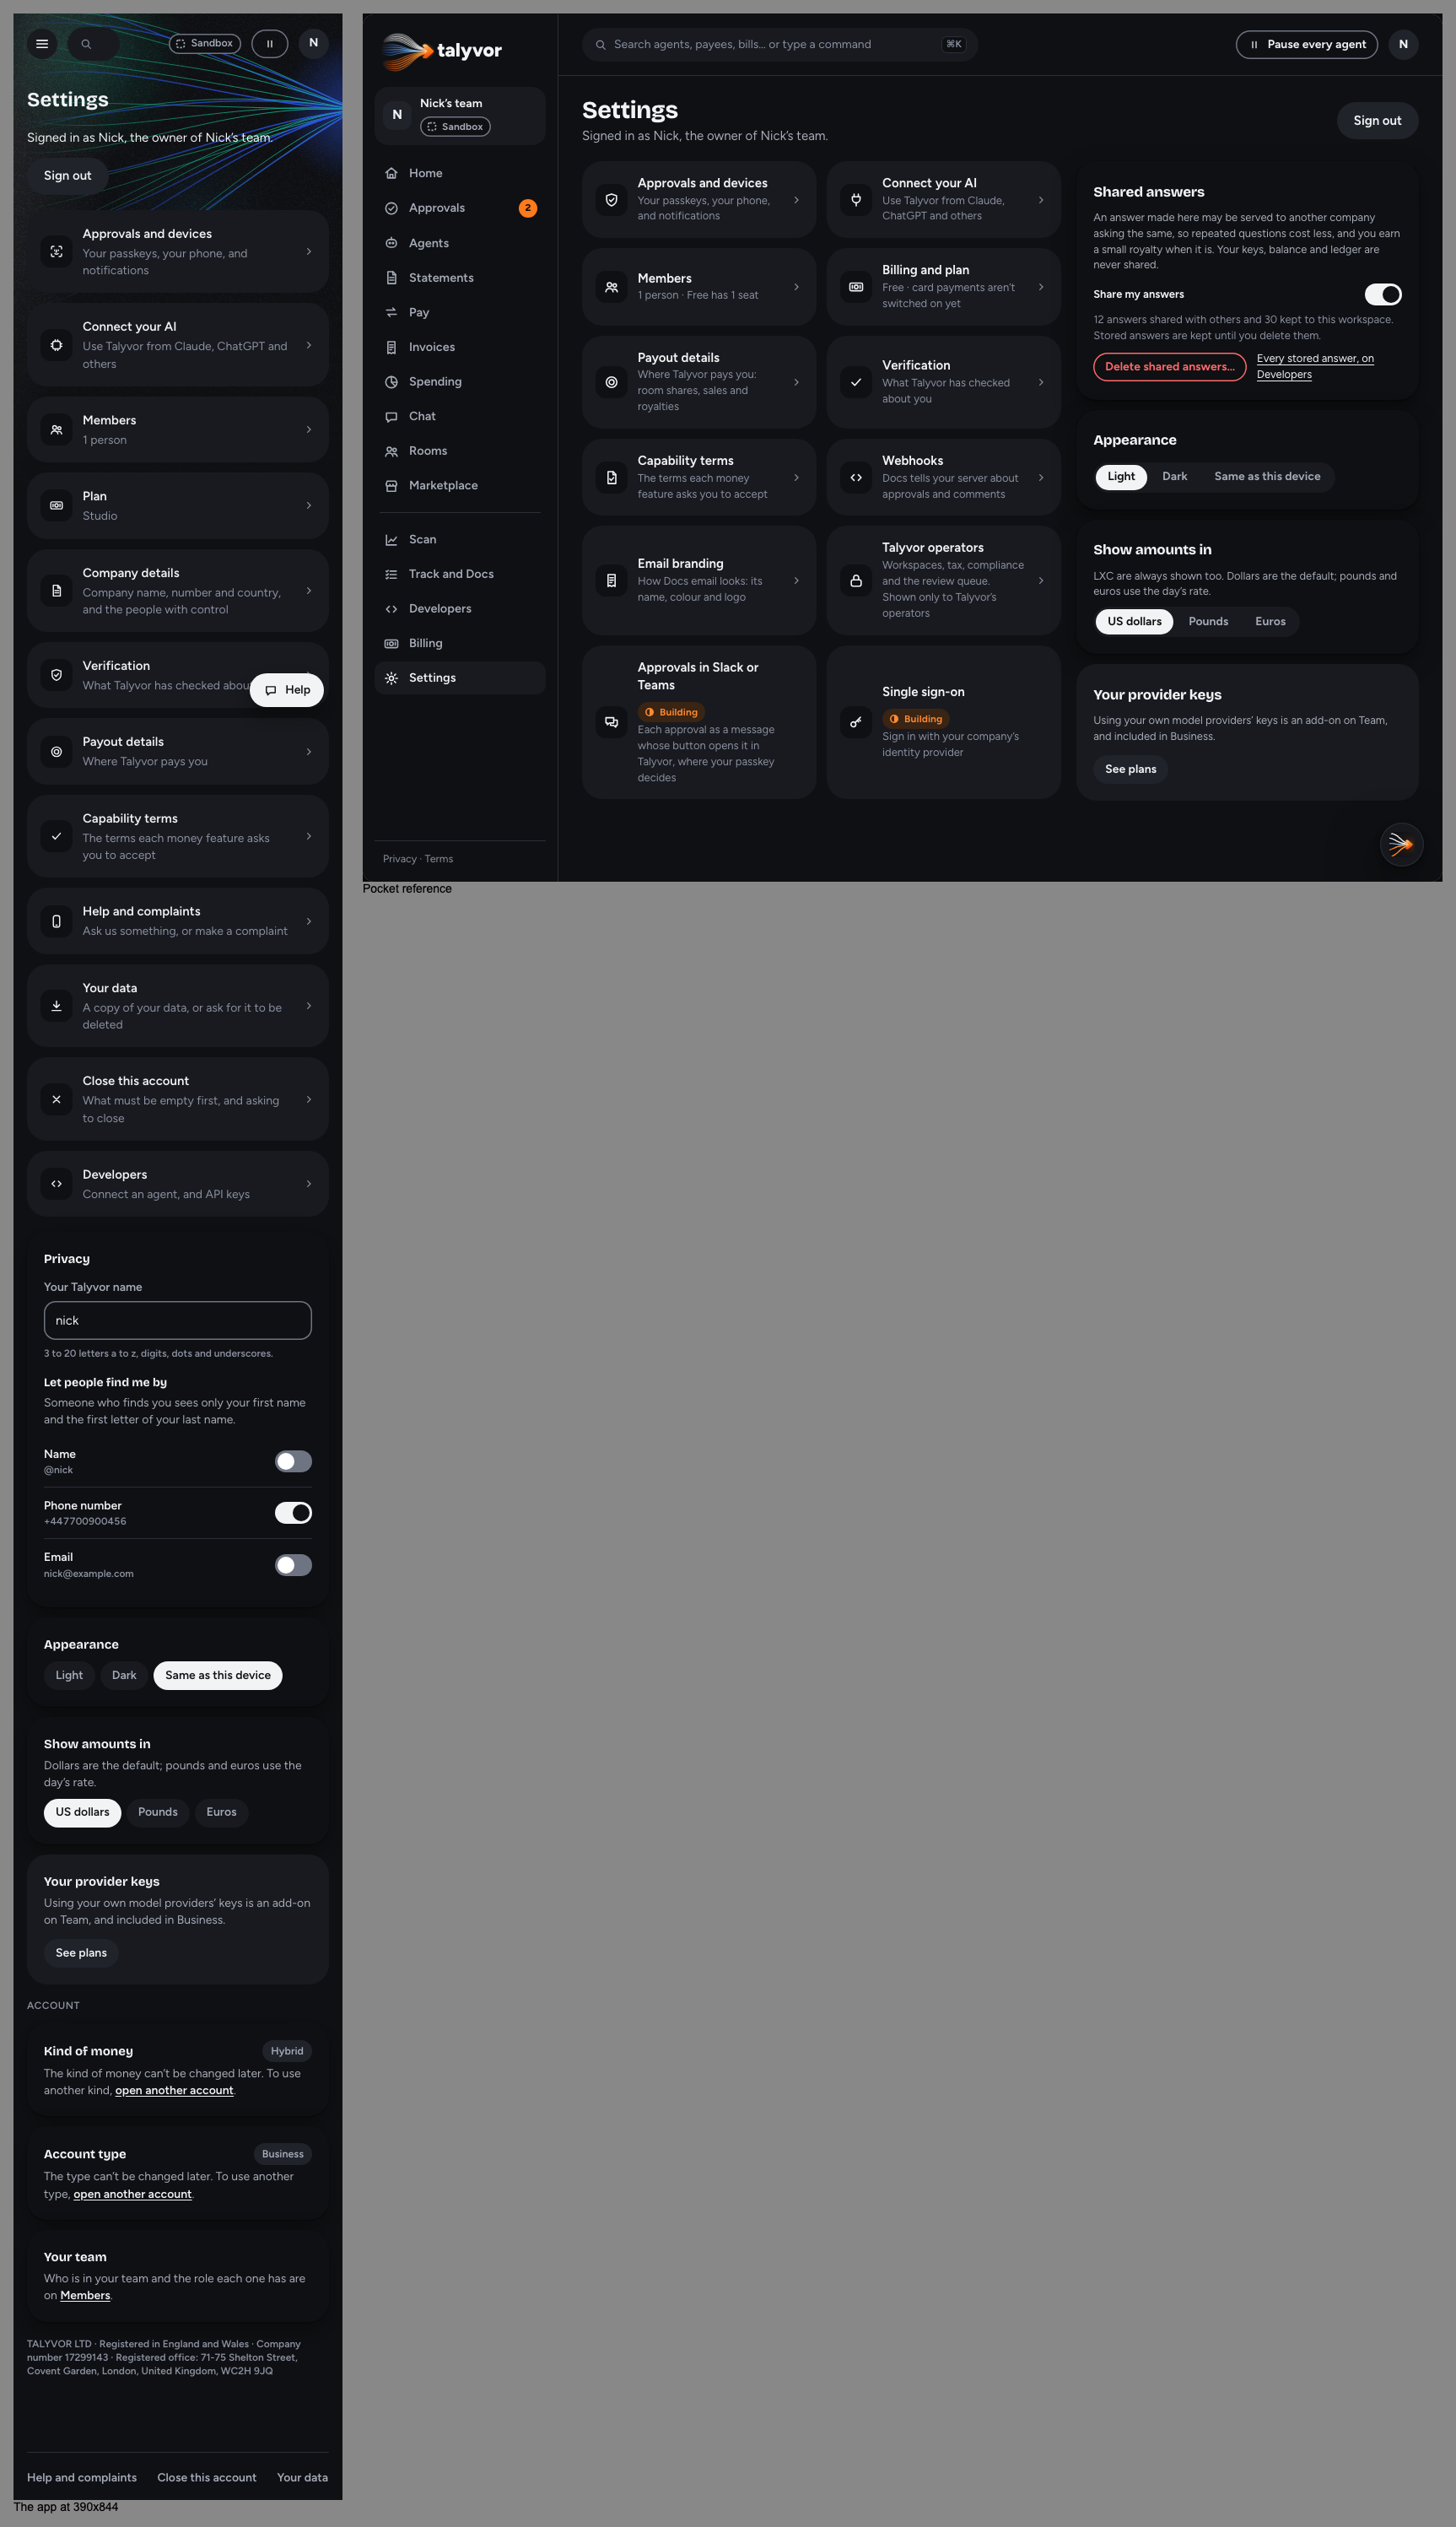 Sandbox
N
Settings
Signed in as Nick, the owner of Nick's team.
Sign out
Approvals and devices
Your passkeys, your phone, and
notifications
Connect your AI
Use Talyvor from Claude, ChatGPT and
others
Members
1 person
Plan
Studio
Company details
Company name, number and country,
and the people with control
Verification
What Talyvor has checked abou
Help
Payout details
Where Talyvor pays you
Capability terms
The terms each money feature asks
you to accept
Help and complaints
Ask us something, or make a complaint
Your data
A copy of your data, or ask for it to be
deleted
Close this account
What must be empty first, and asking
to close
Developers
Connect an agent, and API keys
Privacy
Your Talyvor name
nick
3 to 20 letters a to z, digits, dots and underscores.
Let people find me by
Someone who finds you sees only your first name
and the first letter of your last name.
Name
@nick
Phone number
+447700900456
Email
nick@example.com
Appearance
Light
Dark
Same as this device
Show amounts in
Dollars are the default; pounds and euros use the
day's rate.
US dollars
Pounds
Euros
Your provider keys
Using your own model providers' keys is an add-on
on Team, and included in Business.
See plans
ACCOUNT
Kind of money
Hybrid
The kind of money can't be changed later. To use
another kind, open another account.
Account type
Business
The type can't be changed later. To use another
type, open another account.
Your team
Who is in your team and the role each one has are
on Members.
TALYVOR LTD · Registered in England and Wales · Company
number 17299143 · Registered office: 71-75 Shelton Street,
Covent Garden, London, United Kingdom, WC2H 9JQ
Help and complaints
Close this account
Your data
The app at 390x844
talyvor
N
Nick's team
Sandbox
Home
Approvals
2
Agents
Statements
Pay
Invoices
Spending
Chat
Rooms
Marketplace
Scan
Track and Docs
Developers
Billing
Settings
Privacy · Terms
Search agents, payees, bills... or type a command
⌘K
Pause every agent
N
Settings
Signed in as Nick, the owner of Nick's team.
Sign out
Approvals and devices
Your passkeys, your phone,
and notifications
Connect your AI
Use Talyvor from Claude,
ChatGPT and others
Members
1 person · Free has 1 seat
Billing and plan
Free · card payments aren't
switched on yet
Payout details
Where Talyvor pays you:
room shares, sales and
royalties
Verification
What Talyvor has checked
about you
Capability terms
The terms each money
feature asks you to accept
Webhooks
Docs tells your server about
approvals and comments
Email branding
How Docs email looks: its
name, colour and logo
Talyvor operators
Workspaces, tax, compliance
and the review queue.
Shown only to Talyvor's
operators
Approvals in Slack or
Teams
Building
Each approval as a message
whose button opens it in
Talyvor, where your passkey
decides
Single sign-on
Building
Sign in with your company's
identity provider
Shared answers
An answer made here may be served to another company
asking the same, so repeated questions cost less, and you earn
a small royalty when it is. Your keys, balance and ledger are
never shared.
Share my answers
12 answers shared with others and 30 kept to this workspace.
Stored answers are kept until you delete them.
Delete shared answers...
Every stored answer, on
Developers
Appearance
Light
Dark
Same as this device
Show amounts in
LXC are always shown too. Dollars are the default; pounds and
euros use the day's rate.
US dollars
Pounds
Euros
Your provider keys
Using your own model providers' keys is an add-on on Team,
and included in Business.
See plans
Pocket reference